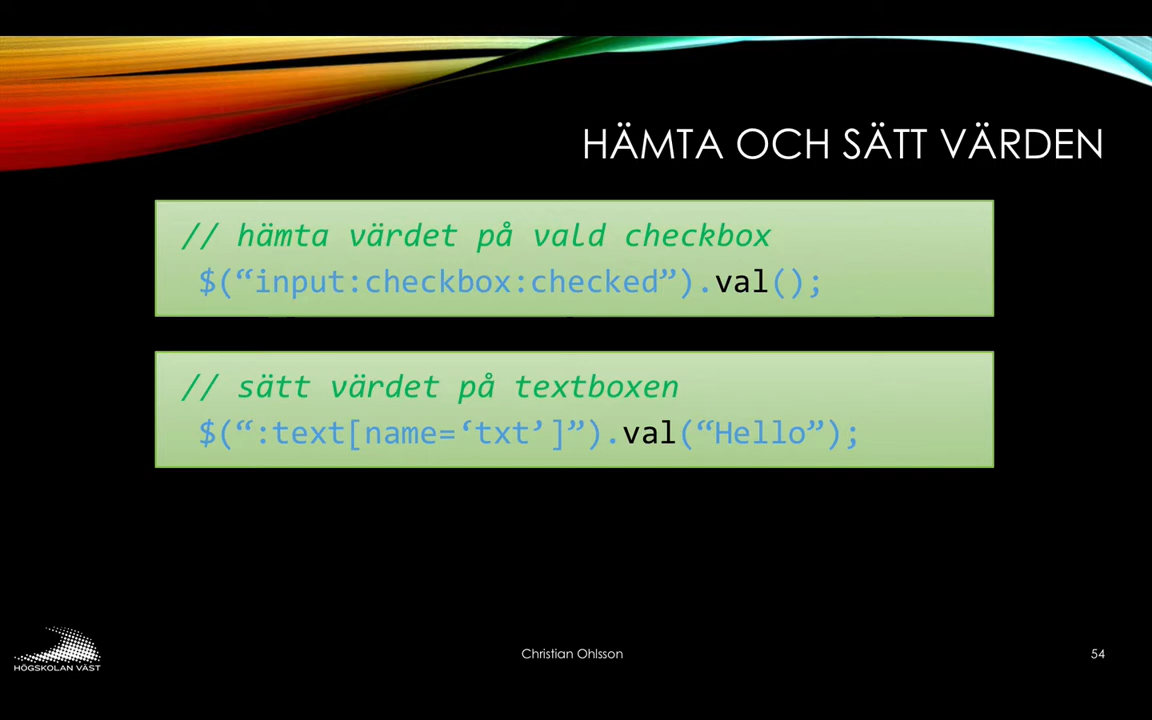 HÄMTA OCH SÄTT VÄRDEN
// hämta värdet på vald checkbox
$(“input:checkbox:checked”).val();
// sätt värdet på textboxen
$(“:text[name=‘txt’]”).val(“Hello”);
HÖGSKOLAN VÄST
Christian Ohlsson
54